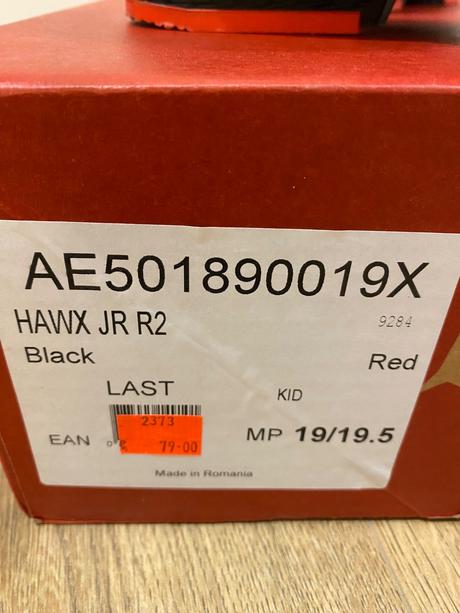 AE501890019X
HAWX JR R2
9284
Black
Red
LAST
KID
2373
EAN
79-00
MP 19/19.5
Made in Romania